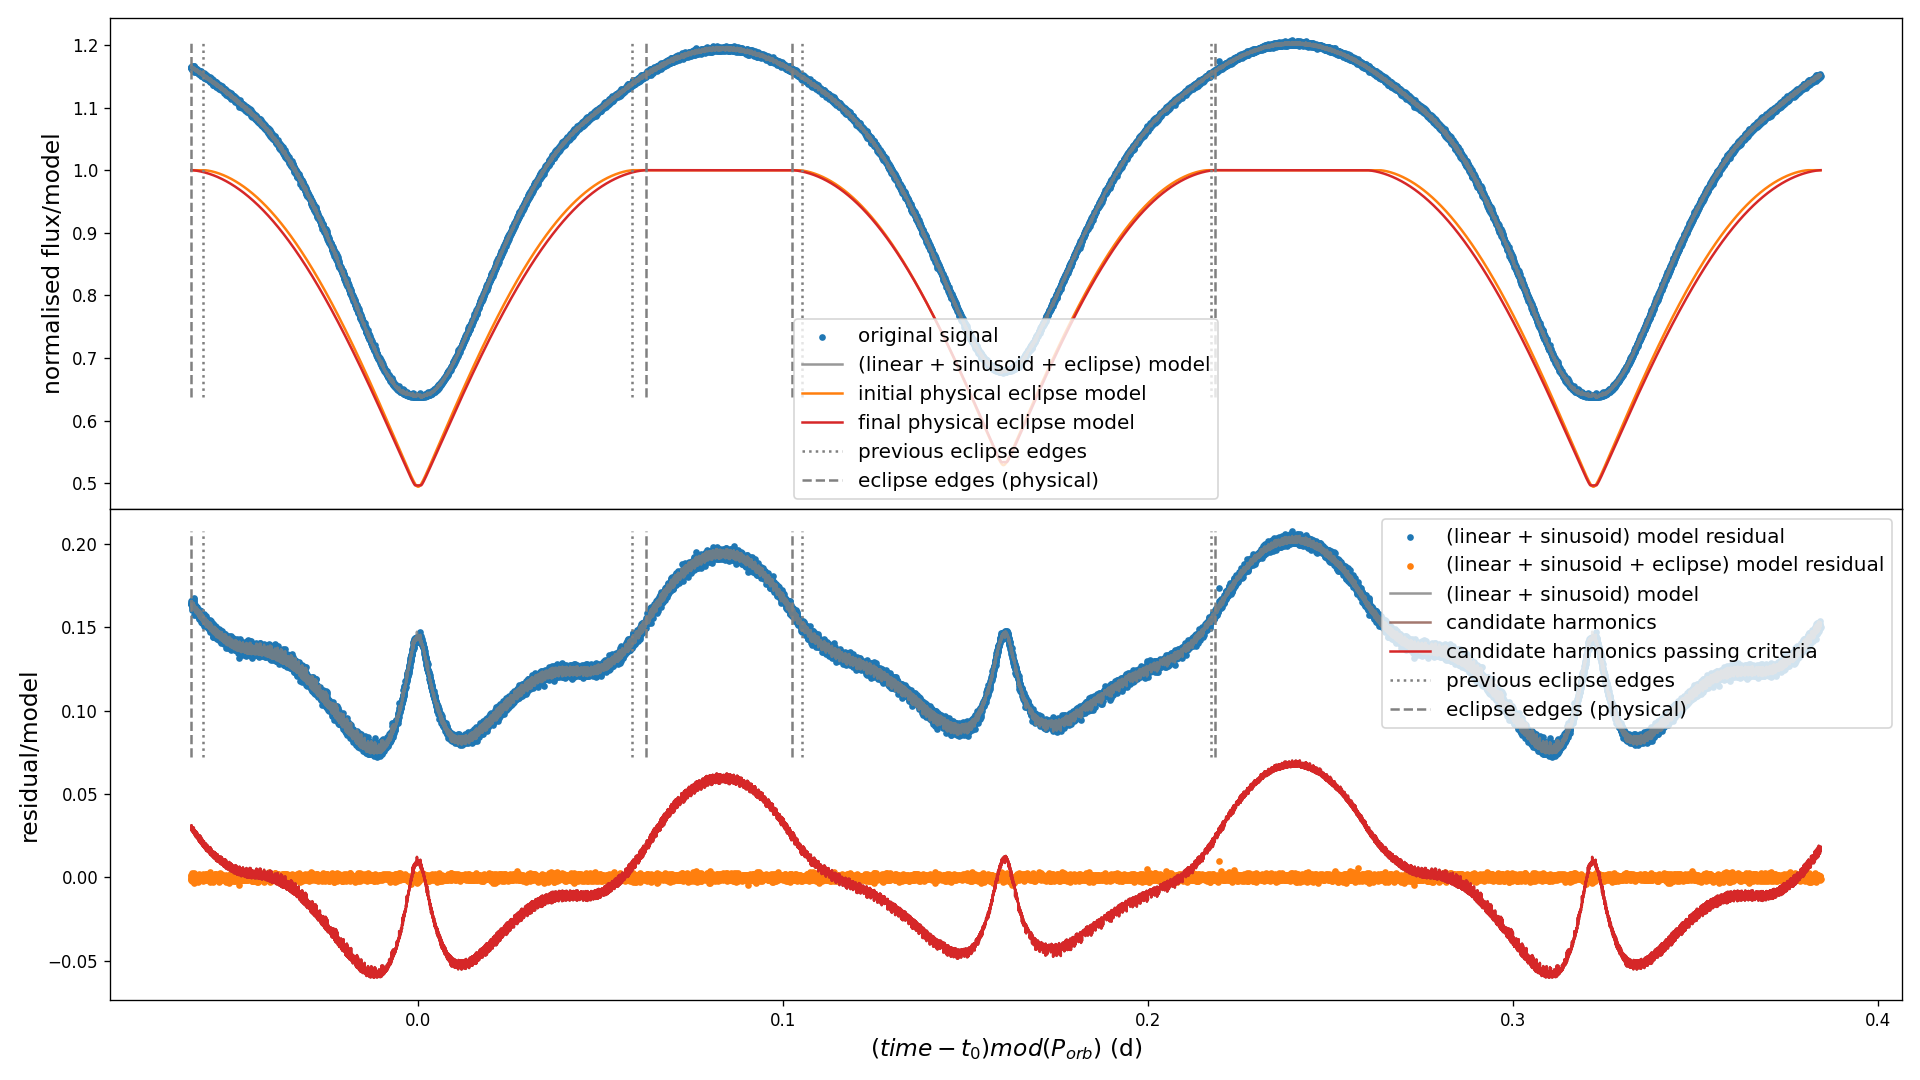 normalised flux/model
1.2
1.1
1.0
0.9
0.8
0.7
0.6
0.5
original signal
(linear + sinusoid + eclipse) model
initial physical eclipse model
final physical eclipse model
previous eclipse edges
eclipse edges (physical)
residual/model
0.20
0.15
0.10
0.05
0.00
−0.05
(linear + sinusoid) model residual
(linear + sinusoid + eclipse) model residual
(linear + sinusoid) model
candidate harmonics
candidate harmonics passing criteria
previous eclipse edges
eclipse edges (physical)
0.0 0.1 0.2 0.3 0.4
(time − t₀)mod(P_orb) (d)